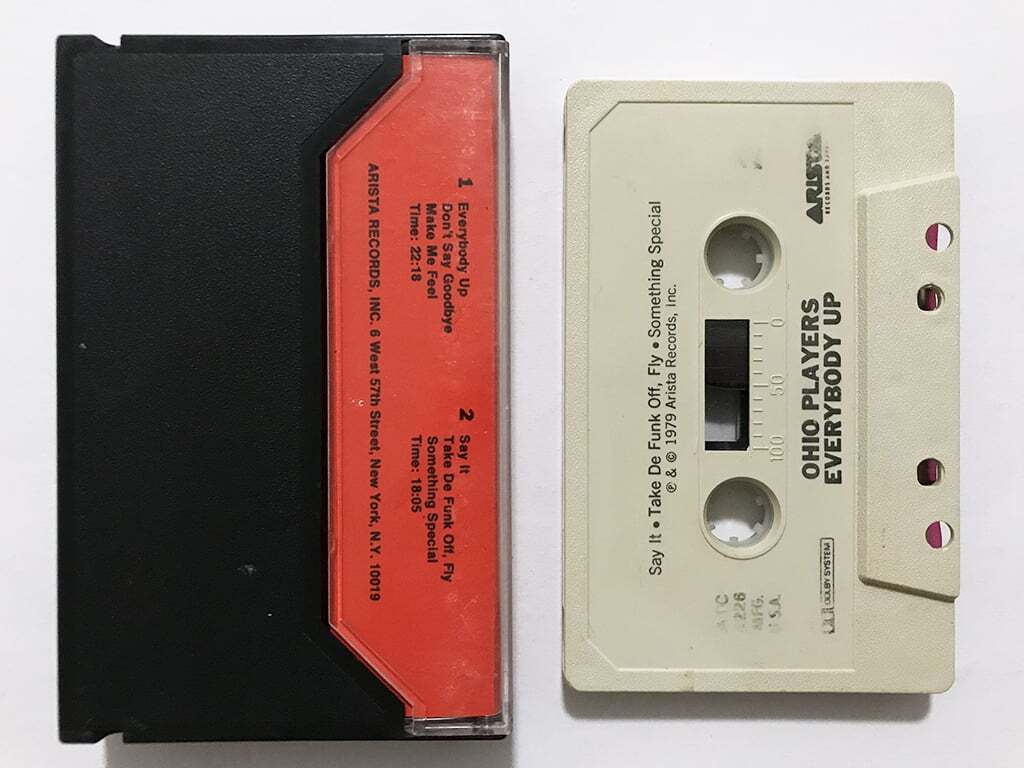 1 Everybody Up
Don't Say Goodbye
Make Me Feel
Time: 22:18
2 Say It
Take De Funk Off, Fly
Something Special
Time: 18:05
ARISTA RECORDS, INC. 6 West 57th Street, New York, N.Y. 10019
ARISTA
OHIO PLAYERS
EVERYBODY UP
DOLBY SYSTEM
0 50 100
Say It • Take De Funk Off, Fly • Something Special
℗ & © 1979 Arista Records, Inc.
226
MFG.